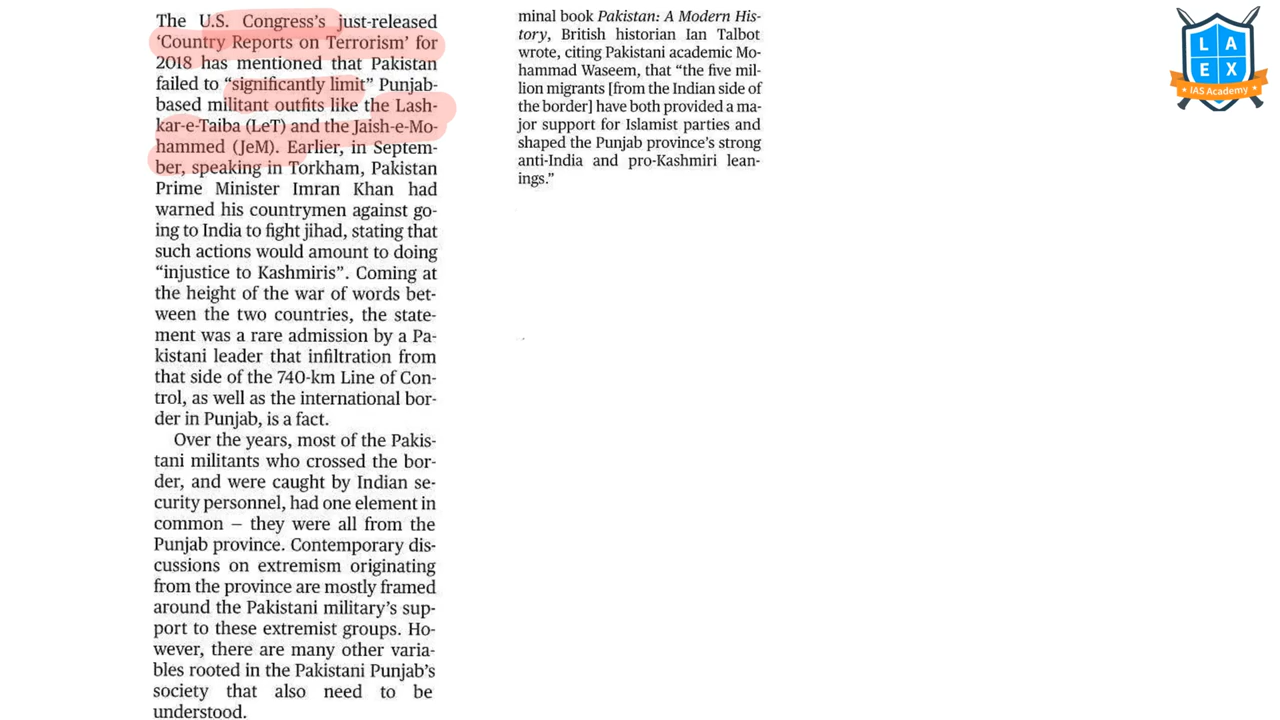 The U.S. Congress's just-released
'Country Reports on Terrorism' for
2018 has mentioned that Pakistan
failed to “significantly limit” Punjab-
based militant outfits like the Lash-
kar-e-Taiba (LeT) and the Jaish-e-Mo-
hammed (JeM). Earlier, in Septem-
ber, speaking in Torkham, Pakistan
Prime Minister Imran Khan had
warned his countrymen against go-
ing to India to fight jihad, stating that
such actions would amount to doing
“injustice to Kashmiris”. Coming at
the height of the war of words bet-
ween the two countries, the state-
ment was a rare admission by a Pa-
kistani leader that infiltration from
that side of the 740-km Line of Con-
trol, as well as the international bor-
der in Punjab, is a fact.
Over the years, most of the Pakis-
tani militants who crossed the bor-
der, and were caught by Indian se-
curity personnel, had one element in
common – they were all from the
Punjab province. Contemporary dis-
cussions on extremism originating
from the province are mostly framed
around the Pakistani military's sup-
port to these extremist groups. Ho-
wever, there are many other varia-
bles rooted in the Pakistani Punjab's
society that also need to be
understood.
minal book Pakistan: A Modern His-
tory, British historian Ian Talbot
wrote, citing Pakistani academic Mo-
hammad Waseem, that “the five mil-
lion migrants [from the Indian side of
the border] have both provided a ma-
jor support for Islamist parties and
shaped the Punjab province's strong
anti-India and pro-Kashmiri lean-
ings.”
L A
E X
IAS Academy